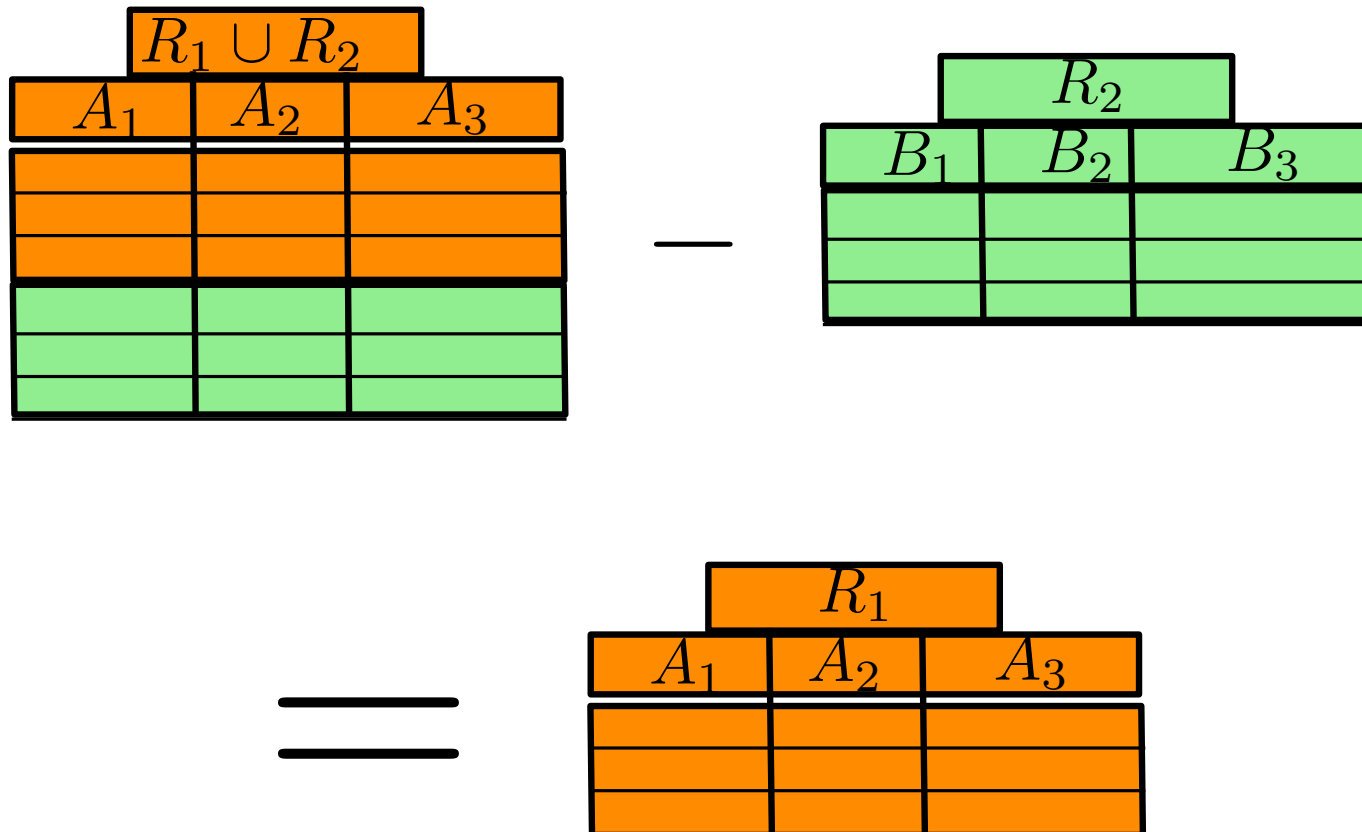 R₁ ∪ R₂
A₁ A₂ A₃
R₂
B₁ B₂ B₃
—
=
R₁
A₁ A₂ A₃